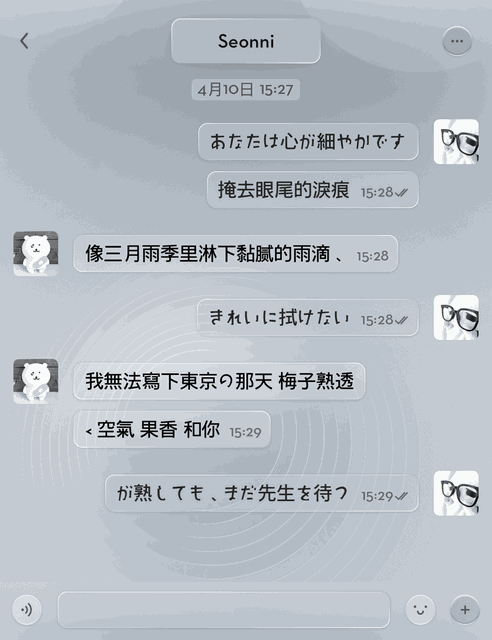 Seonni
4月10日 15:27
あなたは心が細やかです
掩去眼尾的淚痕 15:28
像三月雨季里淋下黏膩的雨滴、 15:28
きれいに拭けない 15:28
我無法寫下東京の那天 梅子熟透
< 空氣 果香 和你 15:29
が熟しても、まだ先生を待つ 15:29